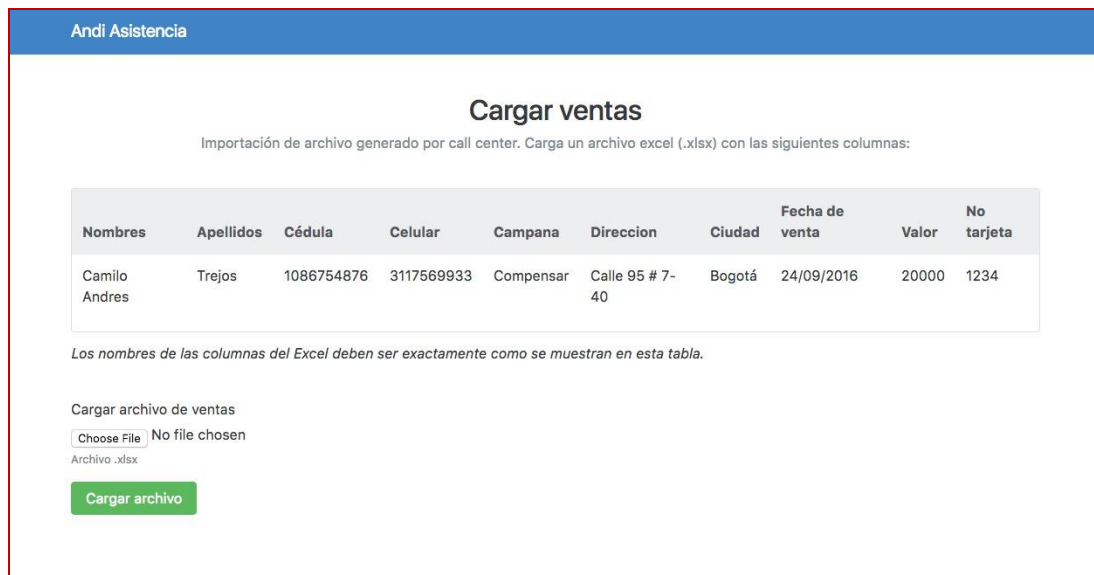 Andi Asistencia
Cargar ventas
Importación de archivo generado por call center. Carga un archivo excel (.xlsx) con las siguientes columnas:
Nombres Apellidos Cédula Celular Campana Direccion Ciudad Fecha de venta Valor No tarjeta
Camilo Andres Trejos 1086754876 3117569933 Compensar Calle 95 # 7-40 Bogotá 24/09/2016 20000 1234
Los nombres de las columnas del Excel deben ser exactamente como se muestran en esta tabla.
Cargar archivo de ventas
Choose File No file chosen
Archivo .xlsx
Cargar archivo